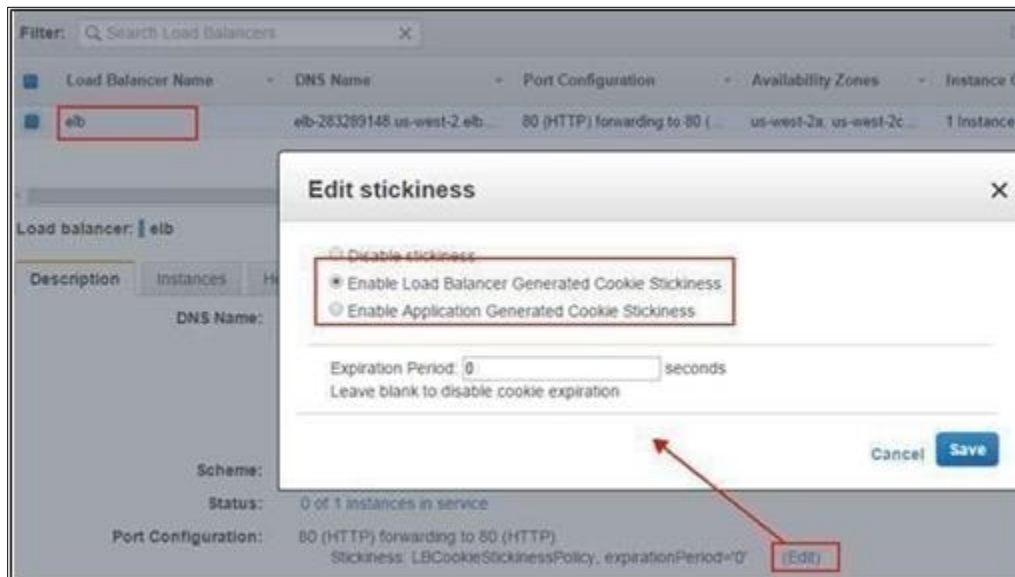 Filter: Search Load Balancers X
Load Balancer Name DNS Name Port Configuration Availability Zones Instance
elb elb-283289148.us-west-2.elb... 80 (HTTP) forwarding to 80 (... us-west-2a, us-west-2c... 1 Instance
Edit stickiness
Load balancer: elb
Disable stickiness
Enable Load Balancer Generated Cookie Stickiness
Enable Application Generated Cookie Stickiness
Description Instances
DNS Name:
Expiration Period: 0 seconds
Leave blank to disable cookie expiration
Cancel Save
Scheme:
Status: 0 of 1 instances in service
Port Configuration: 80 (HTTP) forwarding to 80 (HTTP)
Stickiness: LBCookieStickinessPolicy, expirationPeriod='0' (Edit)